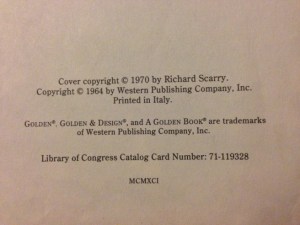 Cover copyright © 1970 by Richard Scarry.
Copyright © 1964 by Western Publishing Company, Inc.
Printed in Italy.
GOLDEN®, GOLDEN & DESIGN®, and A GOLDEN BOOK® are trademarks
of Western Publishing Company, Inc.
Library of Congress Catalog Card Number: 71-119328
MCMXCI